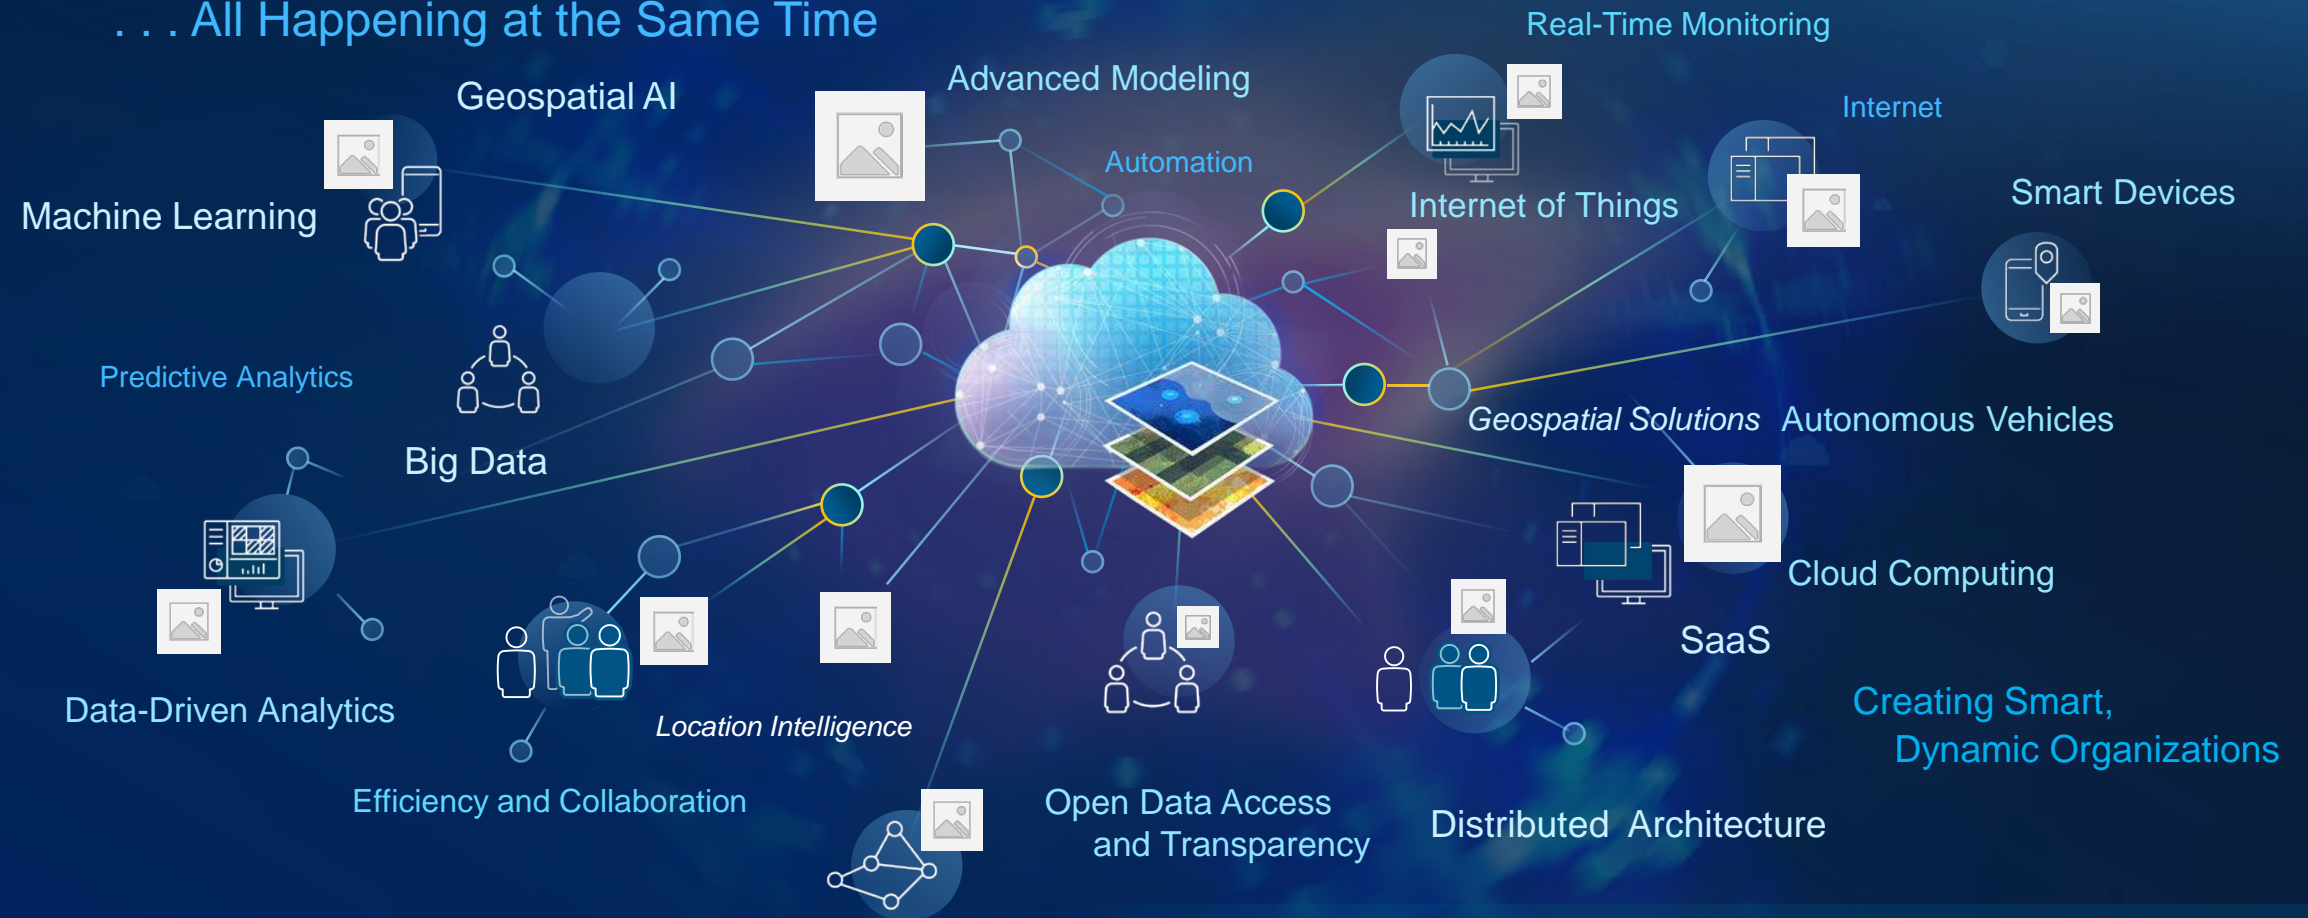 . . . All Happening at the Same Time
Real-Time Monitoring
Geospatial AI
Advanced Modeling
Internet
Automation
Machine Learning
Internet of Things
Smart Devices
Predictive Analytics
Geospatial Solutions
Autonomous Vehicles
Big Data
Cloud Computing
SaaS
Data-Driven Analytics
Location Intelligence
Creating Smart,
Dynamic Organizations
Efficiency and Collaboration
Open Data Access
and Transparency
Distributed Architecture